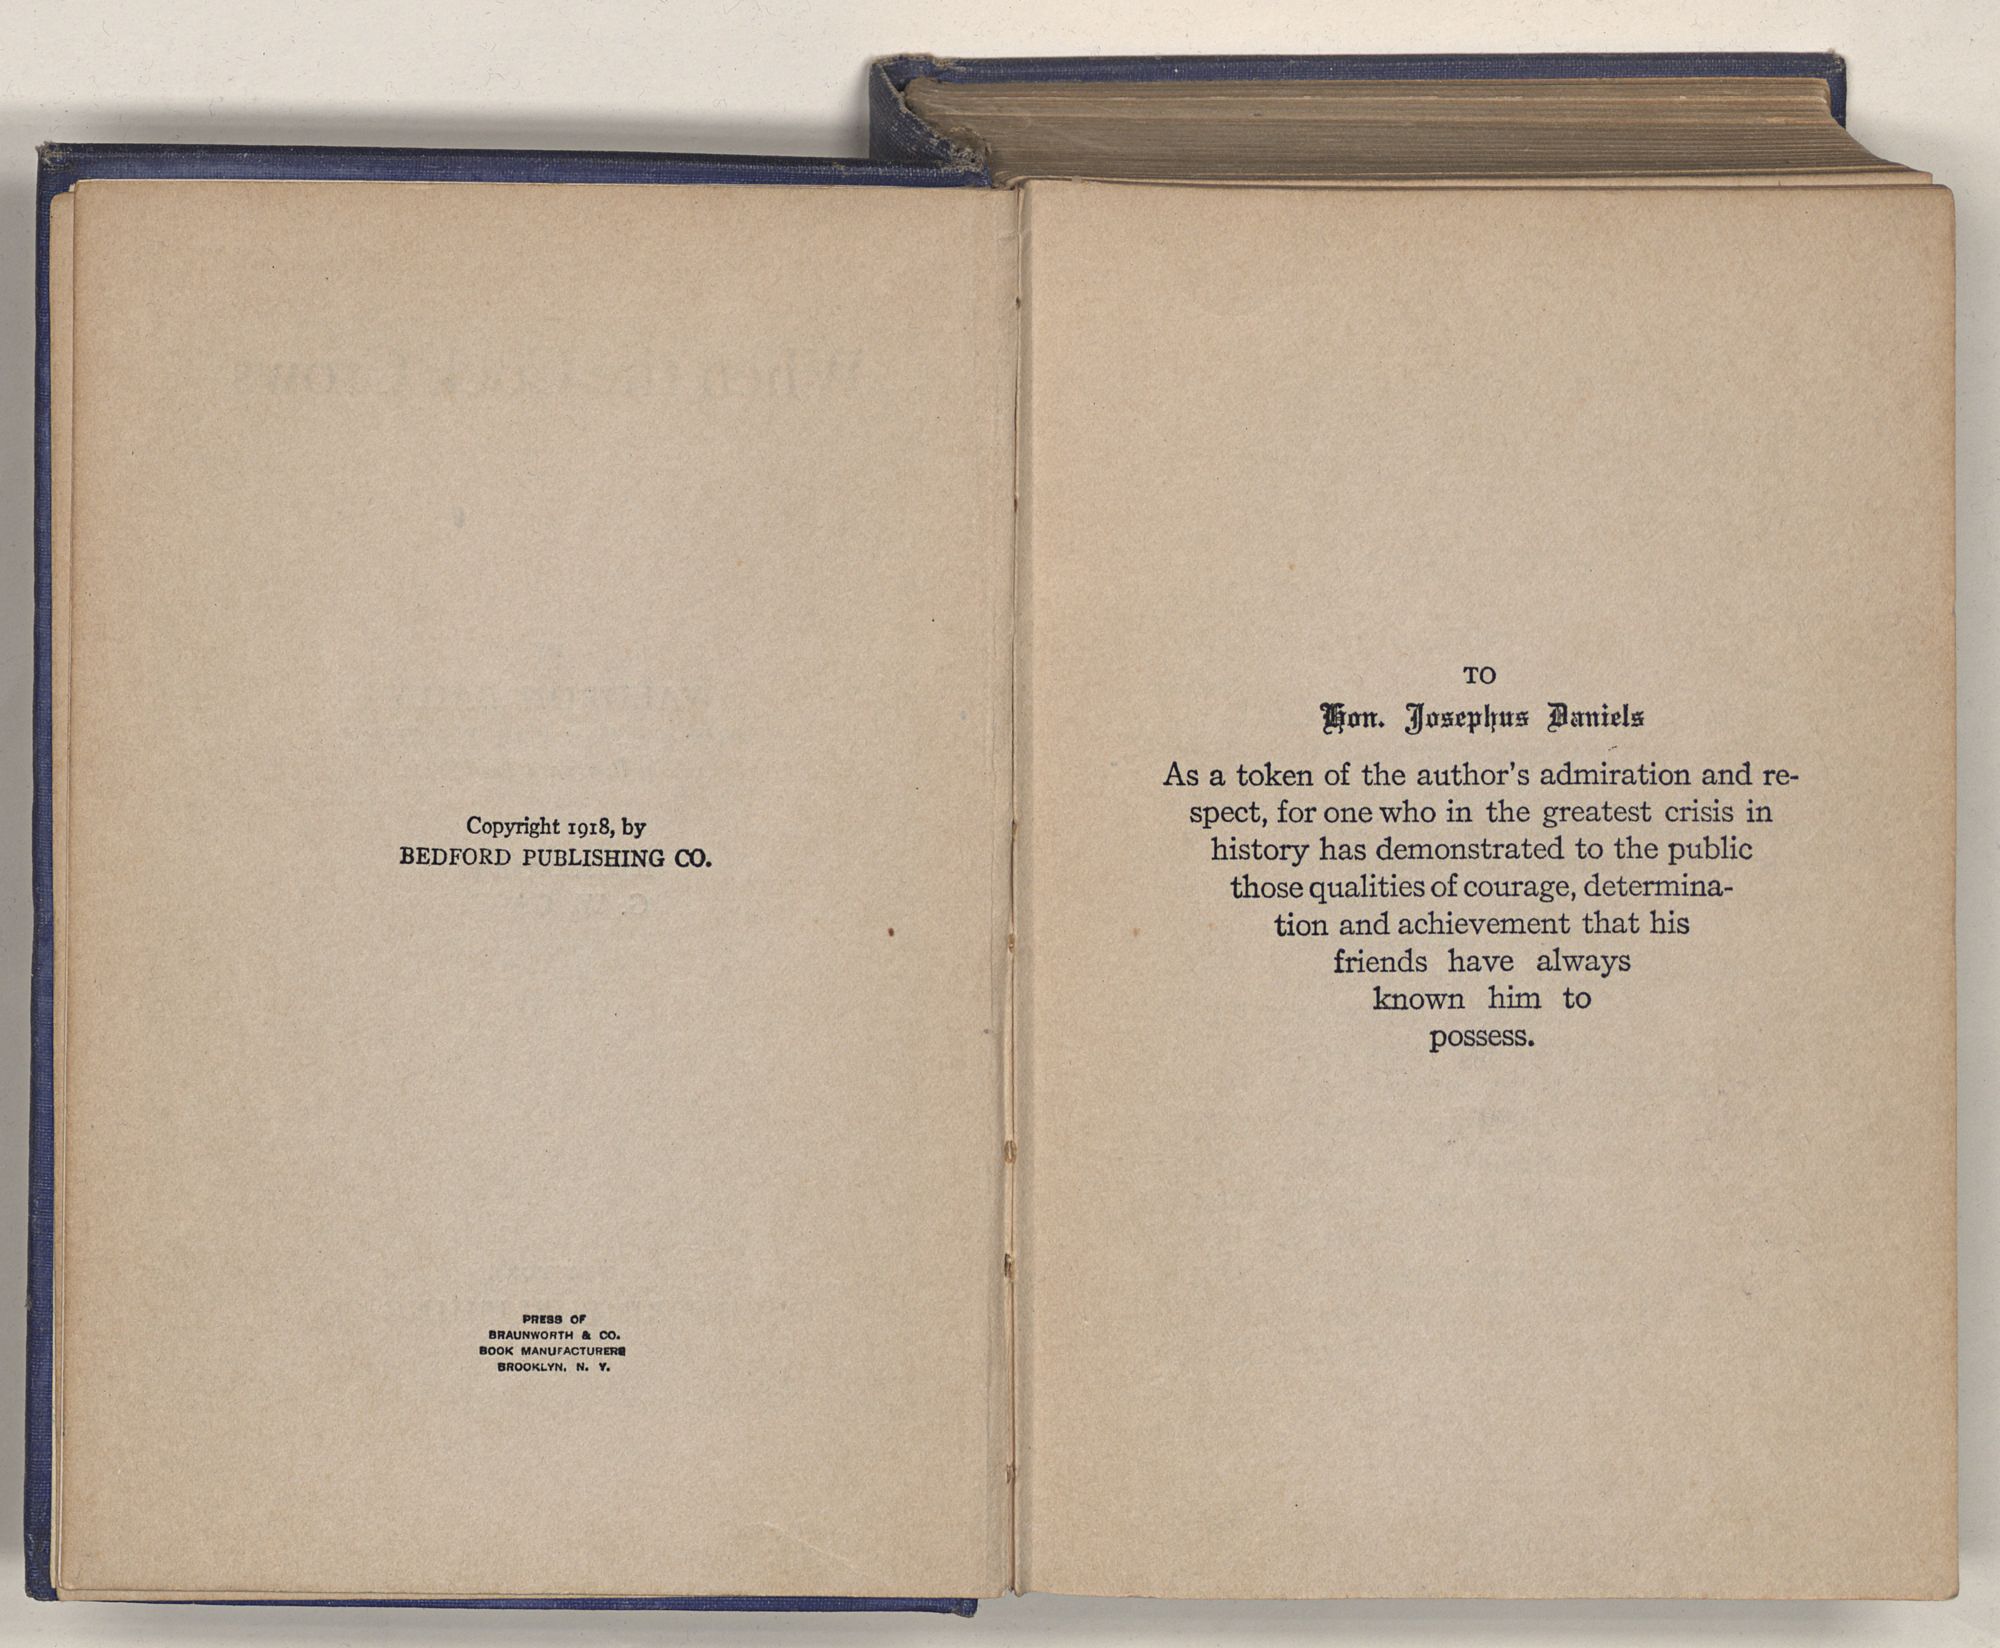 Copyright 1918, by
BEDFORD PUBLISHING CO.
PRESS OF
BRAUNWORTH & CO.
BOOK MANUFACTURERS
BROOKLYN, N. Y.
TO
Hon. Josephus Daniels
As a token of the author's admiration and re-
spect, for one who in the greatest crisis in
history has demonstrated to the public
those qualities of courage, determina-
tion and achievement that his
friends have always
known him to
possess.